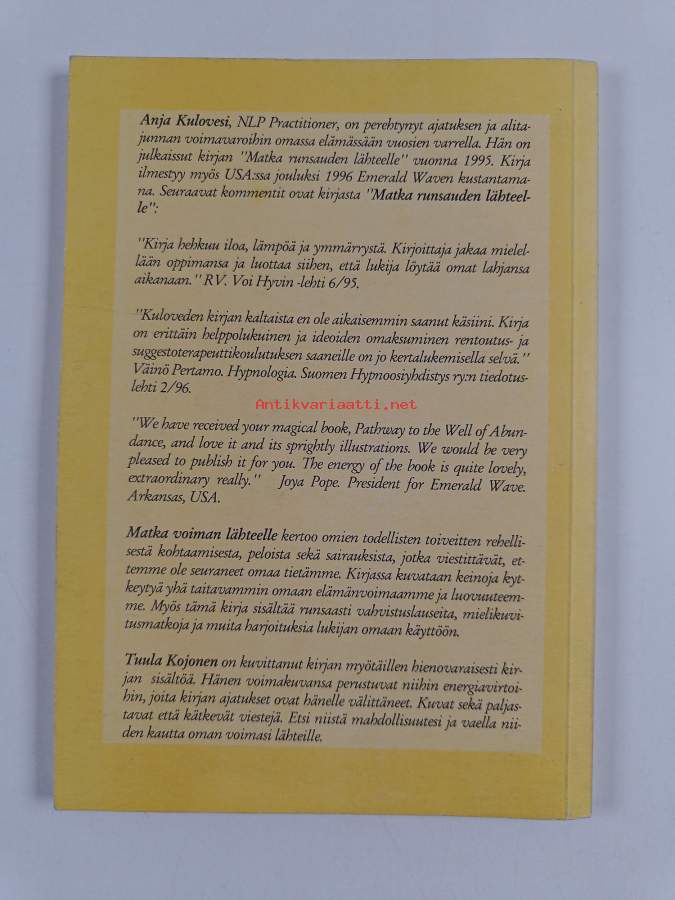 Anja Kulovesi, NLP Practitioner, on perehtynyt ajatuksen ja alita-
junnan voimavaroihin omassa elämässään vuosien varrella. Hän on
julkaissut kirjan "Matka runsauden lähteelle" vuonna 1995. Kirja
ilmestyy myös USA:ssa jouluksi 1996 Emerald Waven kustantama-
na. Seuraavat kommentit ovat kirjasta "Matka runsauden lähteel-
le":
"Kirja hehkuu iloa, lämpöä ja ymmärrystä. Kirjoittaja jakaa mielel-
lään oppimansa ja luottaa siihen, että lukija löytää omat lahjansa
aikanaan." RV. Voi Hyvin -lehti 6/95.
"Kuloveden kirjan kaltaista en ole aikaisemmin saanut käsiini. Kirja
on erittäin helppolukuinen ja ideoiden omaksuminen rentoutus- ja
suggestoterapeuttikoulutuksen saaneille on jo kertalukemisella selvä."
Väinö Pertamo. Hypnologia. Suomen Hypnoosiyhdistys ry:n tiedotus-
lehti 2/96.
Antikvariaatti.net
"We have received your magical book, Pathway to the Well of Abun-
dance, and love it and its sprightly illustrations. We would be very
pleased to publish it for you. The energy of the book is quite lovely,
extraordinary really." Joya Pope. President for Emerald Wave.
Arkansas, USA.
Matka voiman lähteelle kertoo omien todellisten toiveitten rehelli-
sestä kohtaamisesta, peloista sekä sairauksista, jotka viestittävät, et-
temme ole seuranneet omaa tietämme. Kirjassa kuvataan keinoja kyt-
keytyä yhä taitavammin omaan elämänvoimaamme ja luovuuteem-
me. Myös tämä kirja sisältää runsaasti vahvistuslauseita, mielikuvi-
tusmatkoja ja muita harjoituksia lukijan omaan käyttöön.
Tuula Kojonen on kuvittanut kirjan myötäillen hienovaraisesti kir-
jan sisältöä. Hänen voimakuvansa perustuvat niihin energiavirtoi-
hin, joita kirjan ajatukset ovat hänelle välittäneet. Kuvat sekä paljas-
tavat että kätkevät viestejä. Etsi niistä mahdollisuutesi ja vaella nii-
den kautta oman voimasi lähteille.